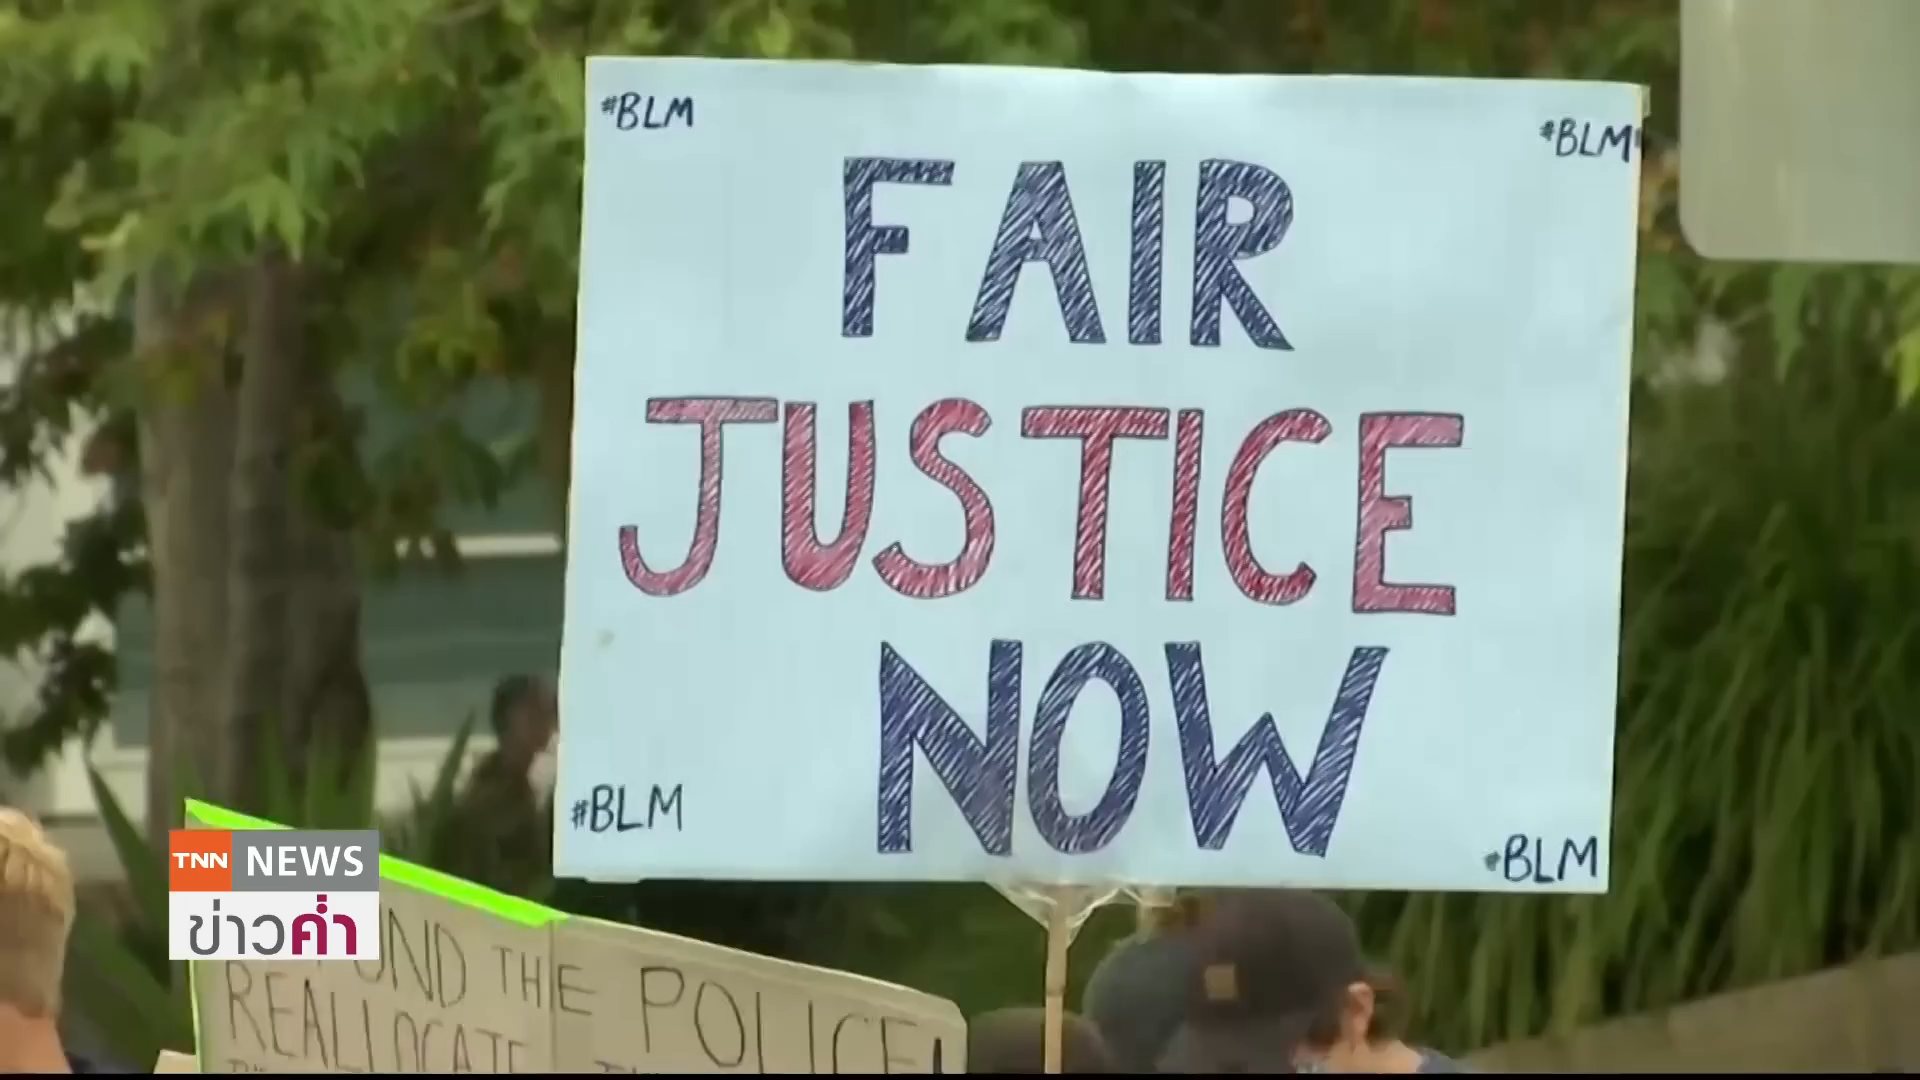 #BLM
#BLM
FAIR
JUSTICE
NOW
#BLM
#BLM
TNN NEWS
ข่าวค่ำ
THE POLICE!
REALLOCATE